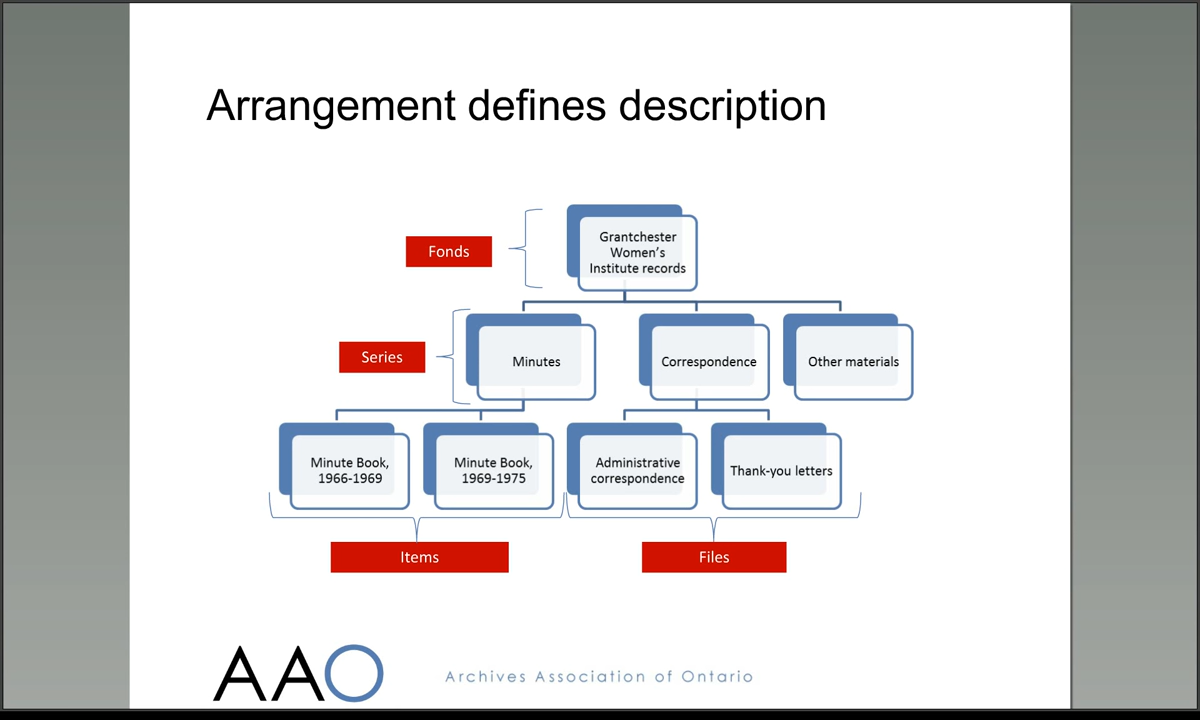 Arrangement defines description
Fonds
Grantchester
Women's
Institute records
Series
Minutes
Correspondence
Other materials
Minute Book,
1966-1969
Minute Book,
1969-1975
Administrative
correspondence
Thank-you letters
Items
Files
AAO
Archives Association of Ontario